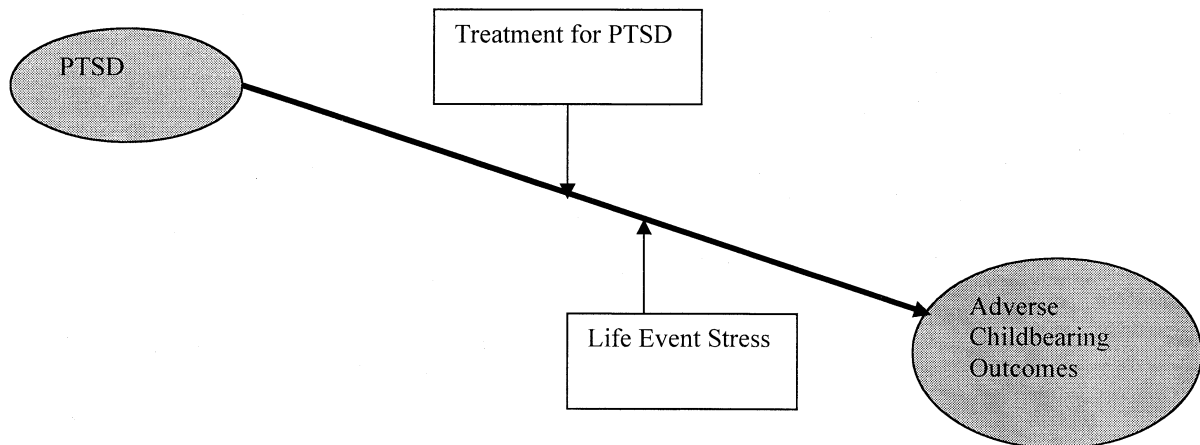 Treatment for PTSD
PTSD
Life Event Stress
Adverse
Childbearing
Outcomes